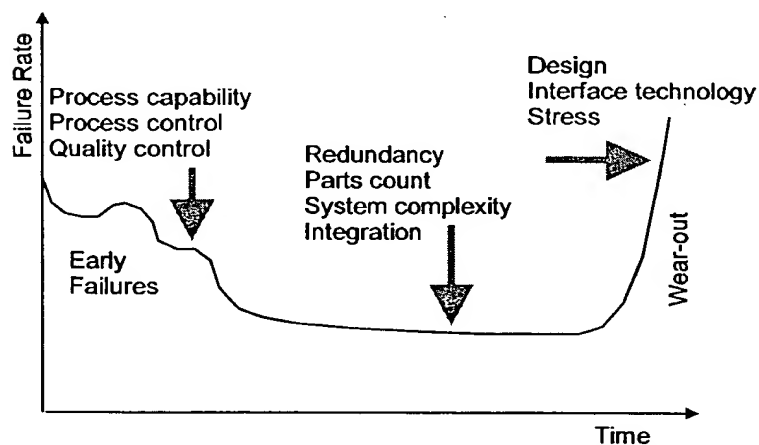 Failure Rate
Process capability
Process control
Quality control
Early
Failures
Redundancy
Parts count
System complexity
Integration
Design
Interface technology
Stress
Wear-out
Time